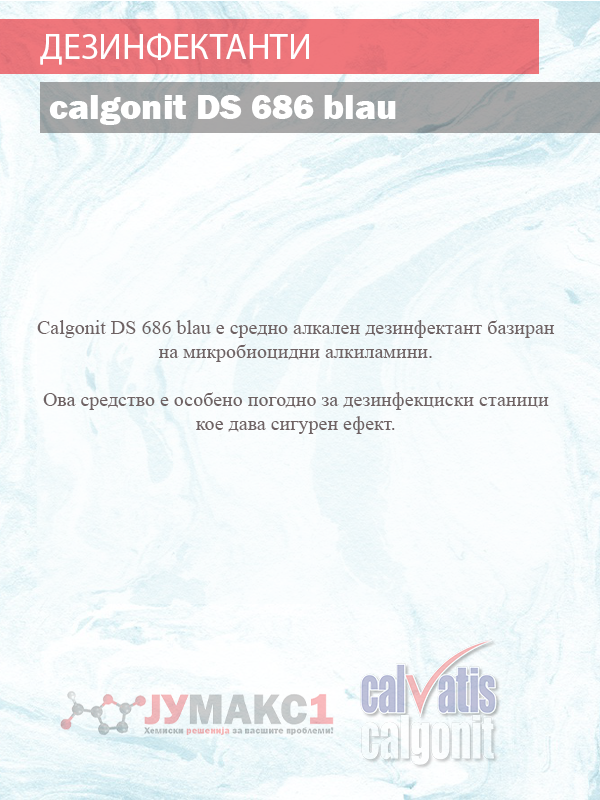 ДЕЗИНФЕКТАНТИ
calgonit DS 686 blau
Calgonit DS 686 blau е средно алкален дезинфектант базиран
на микробиоцидни алкиламини.
Ова средство е особено погодно за дезинфекциски станици
кое дава сигурен ефект.
ЈУМАКС1
Хемиски решенија за васшите проблеми!
calvatis
calgonit